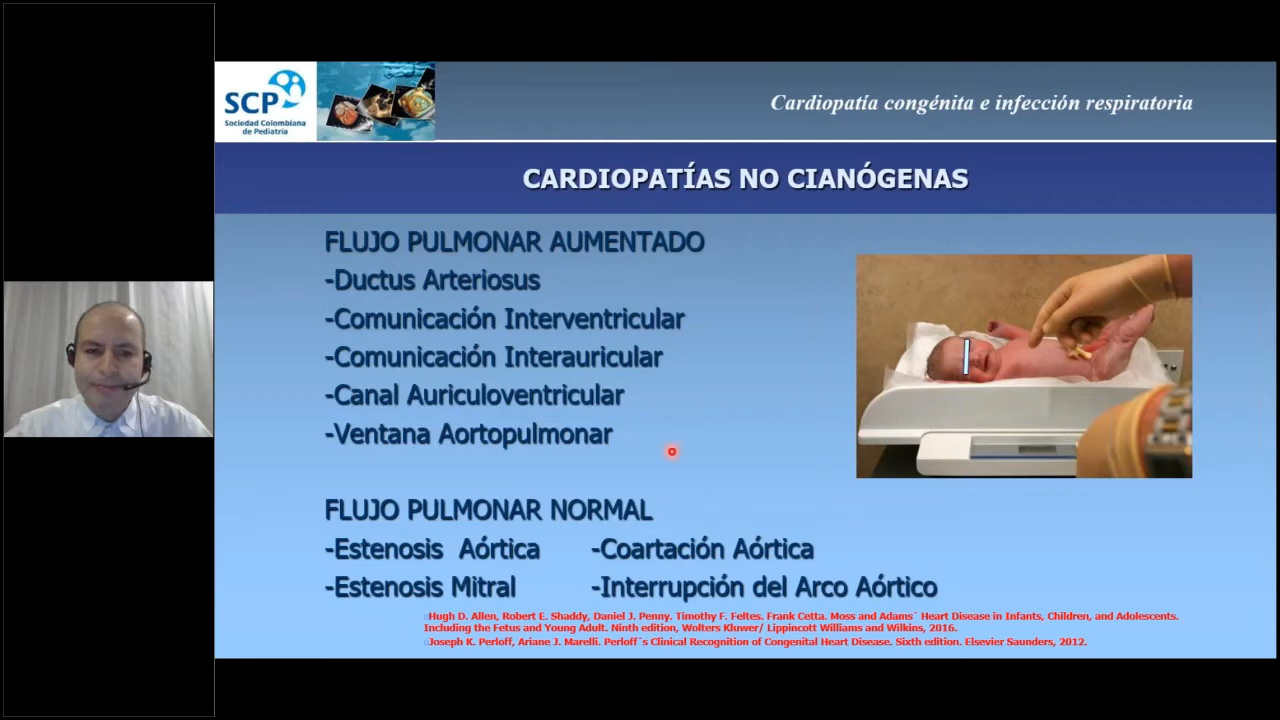 SCP
Sociedad Colombiana
de Pediatría
Cardiopatía congénita e infección respiratoria
CARDIOPATÍAS NO CIANÓGENAS
FLUJO PULMONAR AUMENTADO
-Ductus Arteriosus
-Comunicación Interventricular
-Comunicación Interauricular
-Canal Auriculoventricular
-Ventana Aortopulmonar
FLUJO PULMONAR NORMAL
-Estenosis Aórtica -Coartación Aórtica
-Estenosis Mitral -Interrupción del Arco Aórtico
Hugh D. Allen, Robert E. Shaddy, Daniel J. Penny. Timothy F. Feltes. Frank Cetta. Moss and Adams´ Heart Disease in Infants, Children, and Adolescents.
Including the Fetus and Young Adult. Ninth edition, Wolters Kluwer/ Lippincott Williams and Wilkins, 2016.
Joseph K. Perloff, Ariane J. Marelli. Perloff´s Clinical Recognition of Congenital Heart Disease. Sixth edition. Elsevier Saunders, 2012.